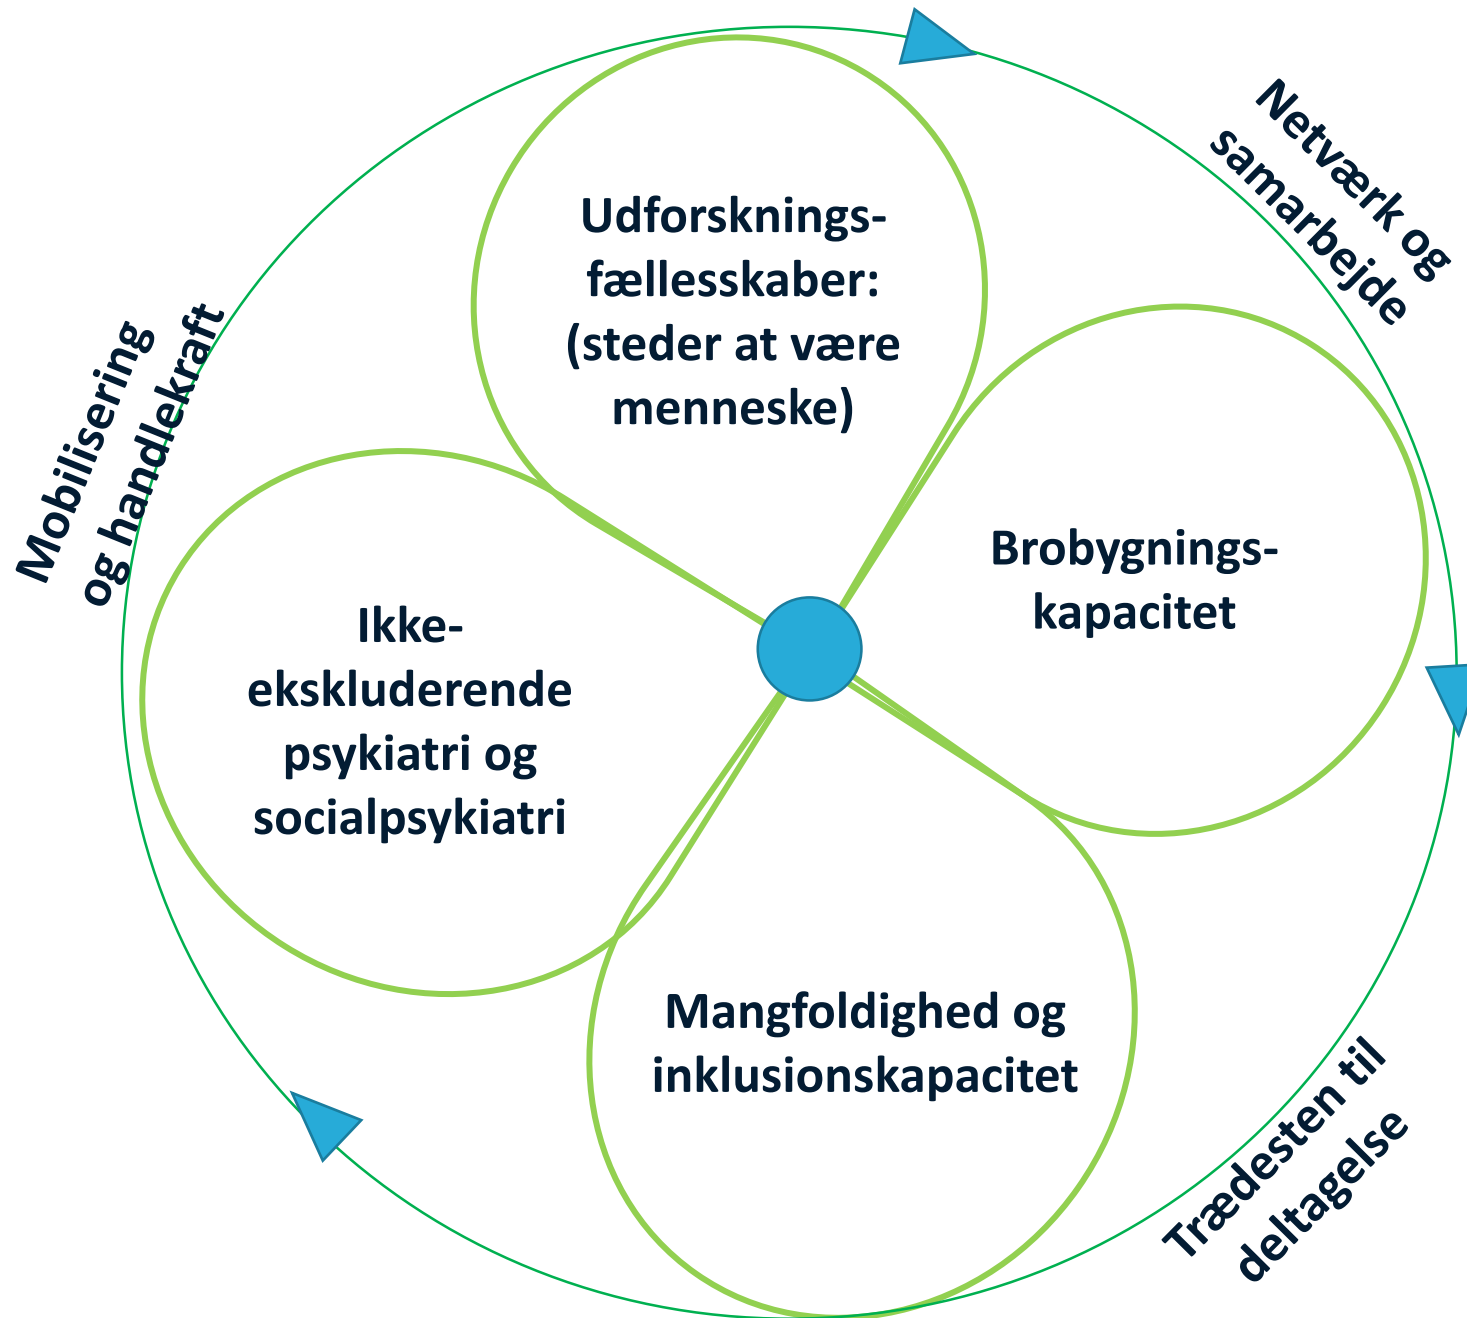 Udforsknings-
fællesskaber:
(steder at være
menneske)
Netværk og
samarbejde
Brobygnings-
kapacitet
Trædesten til
deltagelse
Mangfoldighed og
inklusionskapacitet
Ikke-
ekskluderende
psykiatri og
socialpsykiatri
Mobilisering
og handlekraft